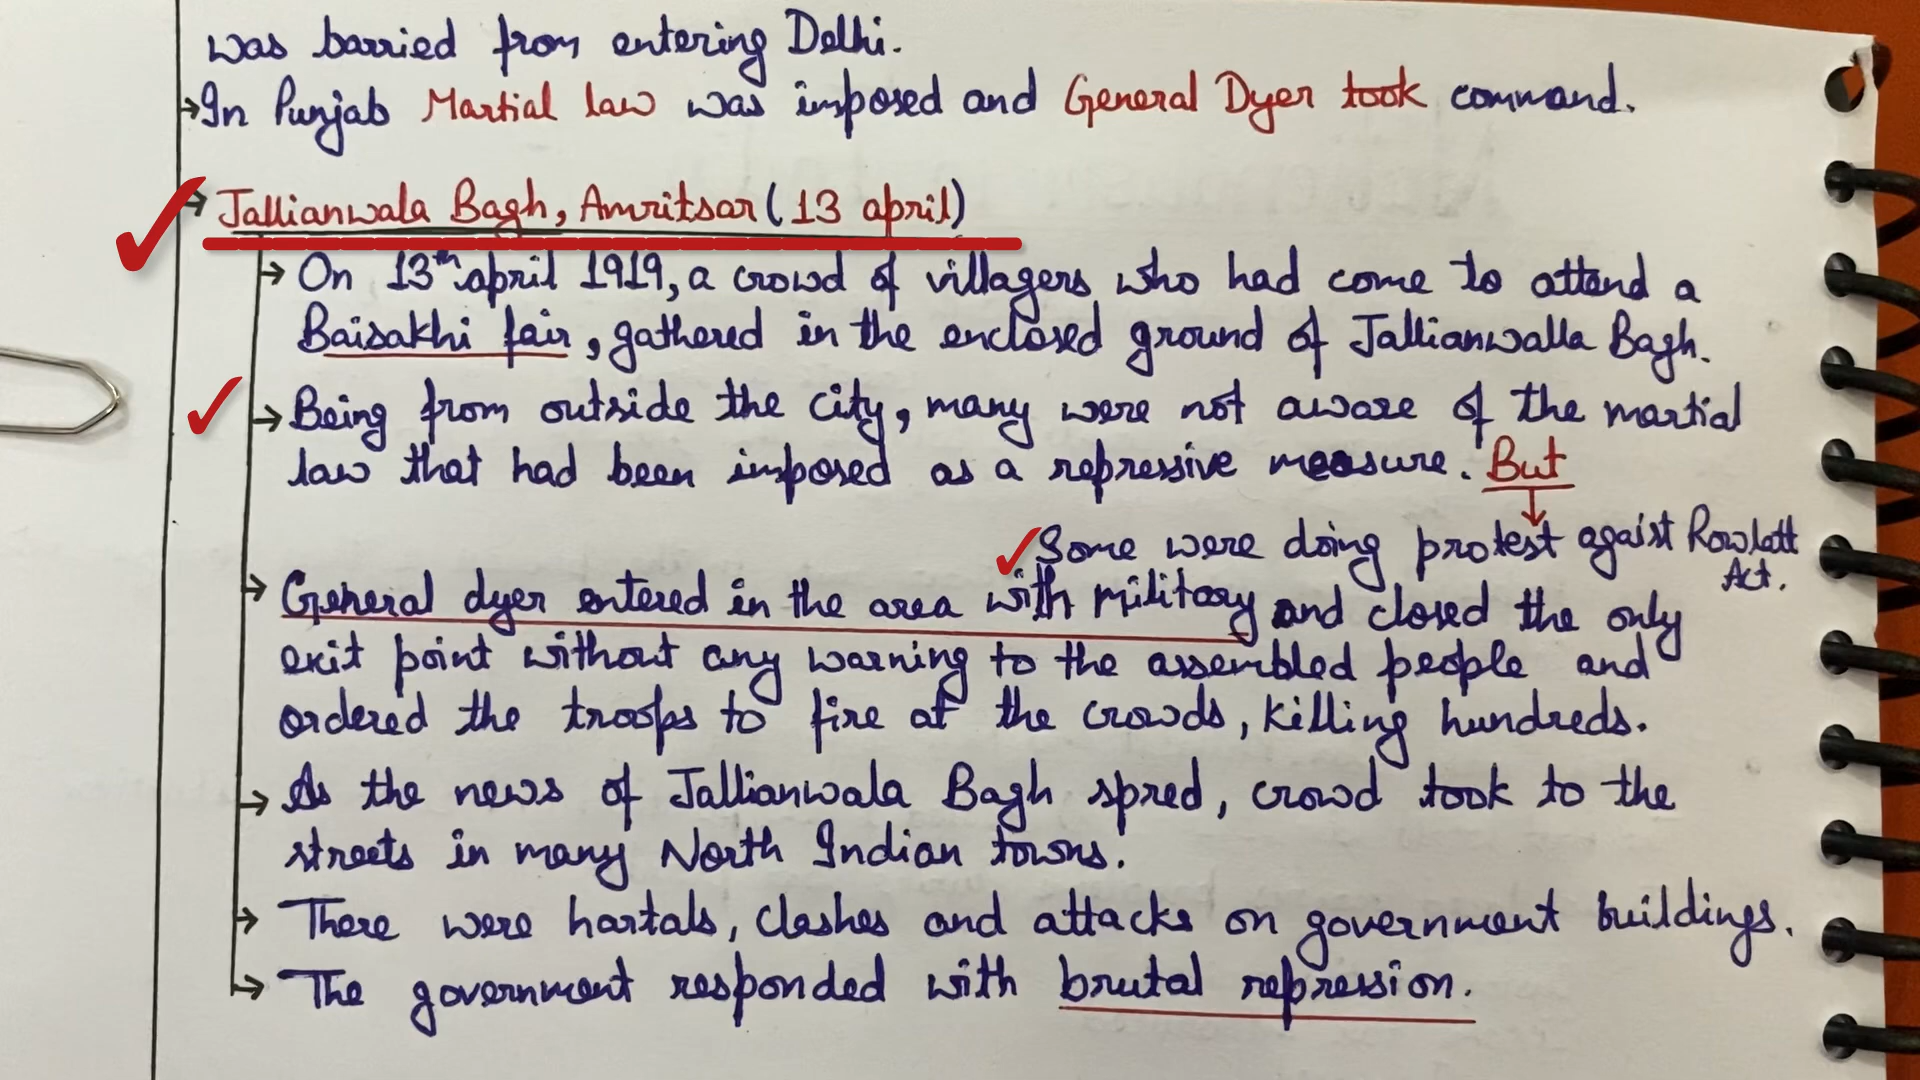 was barried from entering Delhi.
→In Punjab Martial law was imposed and General Dyer took command.
→Jallianwala Bagh, Amritsar (13 april)
→ On 13th april 1919, a crowd of villagers who had come to attend a
Baisakhi fair, gathered in the enclosed ground of Jallianwalla Bagh.
→ Being from outside the city, many were not aware of the martial
law that had been imposed as a repressive measure. But
Some were doing protest agaist Rowlatt
Act.
→ General dyer entered in the area with military and closed the only
exit point without any warning to the assembled people and
ordered the troops to fire at the crowds, killing hundreds.
→ As the news of Jallianwala Bagh spred, crowd took to the
streets in many North Indian towns.
→ There were hartals, clashes and attacks on government buildings.
→ The government responded with brutal repression.